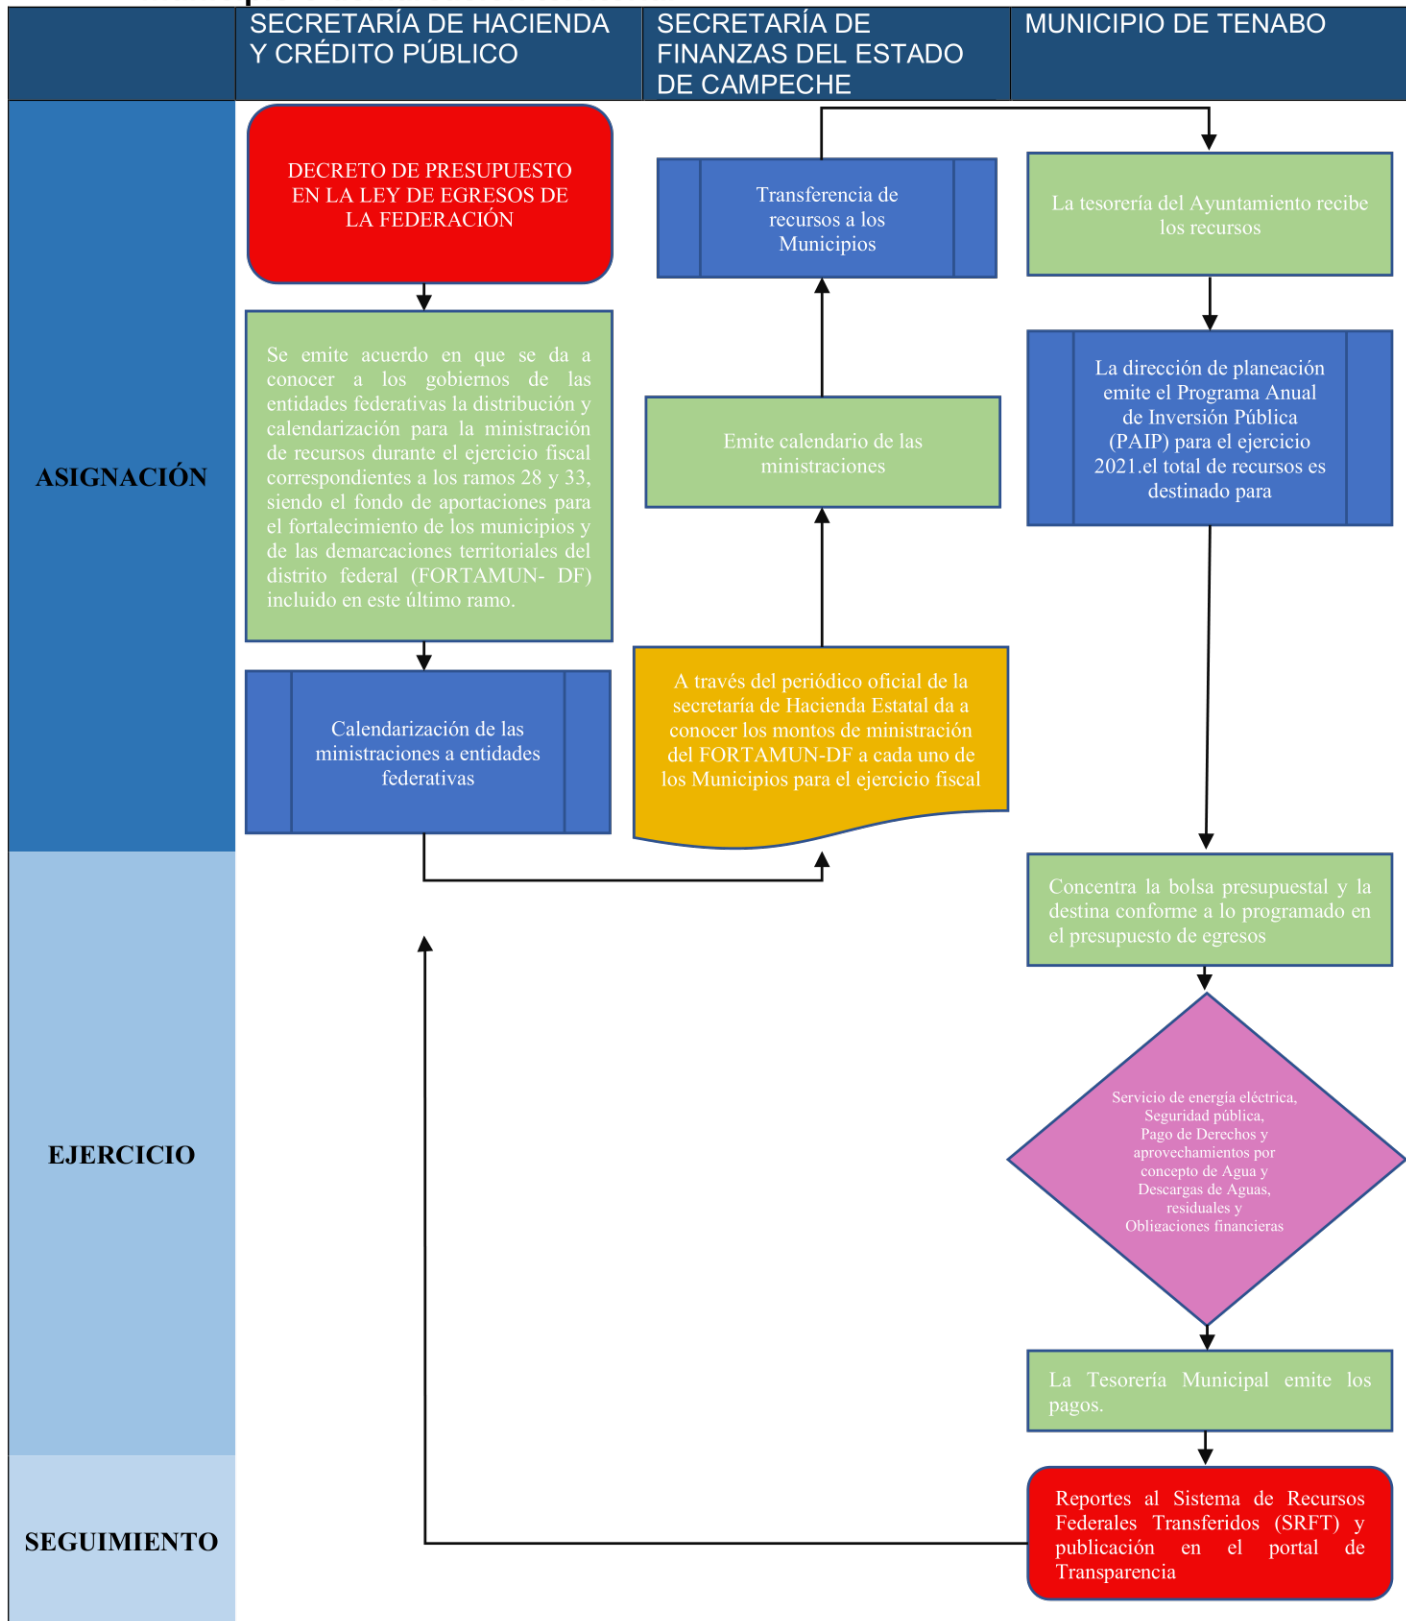 SECRETARÍA DE HACIENDA
Y CRÉDITO PÚBLICO
SECRETARÍA DE
FINANZAS DEL ESTADO
DE CAMPECHE
MUNICIPIO DE TENABO
ASIGNACIÓN
DECRETO DE PRESUPUESTO
EN LA LEY DE EGRESOS DE
LA FEDERACIÓN
Se emite acuerdo en que se da a
conocer a los gobiernos de las
entidades federativas la distribución y
calendarización para la ministración
de recursos durante el ejercicio fiscal
correspondientes a los ramos 28 y 33,
siendo el fondo de aportaciones para
el fortalecimiento de los municipios y
de las demarcaciones territoriales del
distrito federal (FORTAMUN- DF)
incluido en este último ramo.
Calendarización de las
ministraciones a entidades
federativas
Transferencia de
recursos a los
Municipios
Emite calendario de las
ministraciones
A través del periódico oficial de la
secretaría de Hacienda Estatal da a
conocer los montos de ministración
del FORTAMUN-DF a cada uno de
los Municipios para el ejercicio fiscal
La tesorería del Ayuntamiento recibe
los recursos
La dirección de planeación
emite el Programa Anual
de Inversión Pública
(PAIP) para el ejercicio
2021.el total de recursos es
destinado para
EJERCICIO
Concentra la bolsa presupuestal y la
destina conforme a lo programado en
el presupuesto de egresos
Servicio de energía eléctrica,
Seguridad pública,
Pago de Derechos y
aprovechamientos por
concepto de Agua y
Descargas de Aguas,
residuales y
Obligaciones financieras
La Tesorería Municipal emite los
pagos.
SEGUIMIENTO
Reportes al Sistema de Recursos
Federales Transferidos (SRFT) y
publicación en el portal de
Transparencia